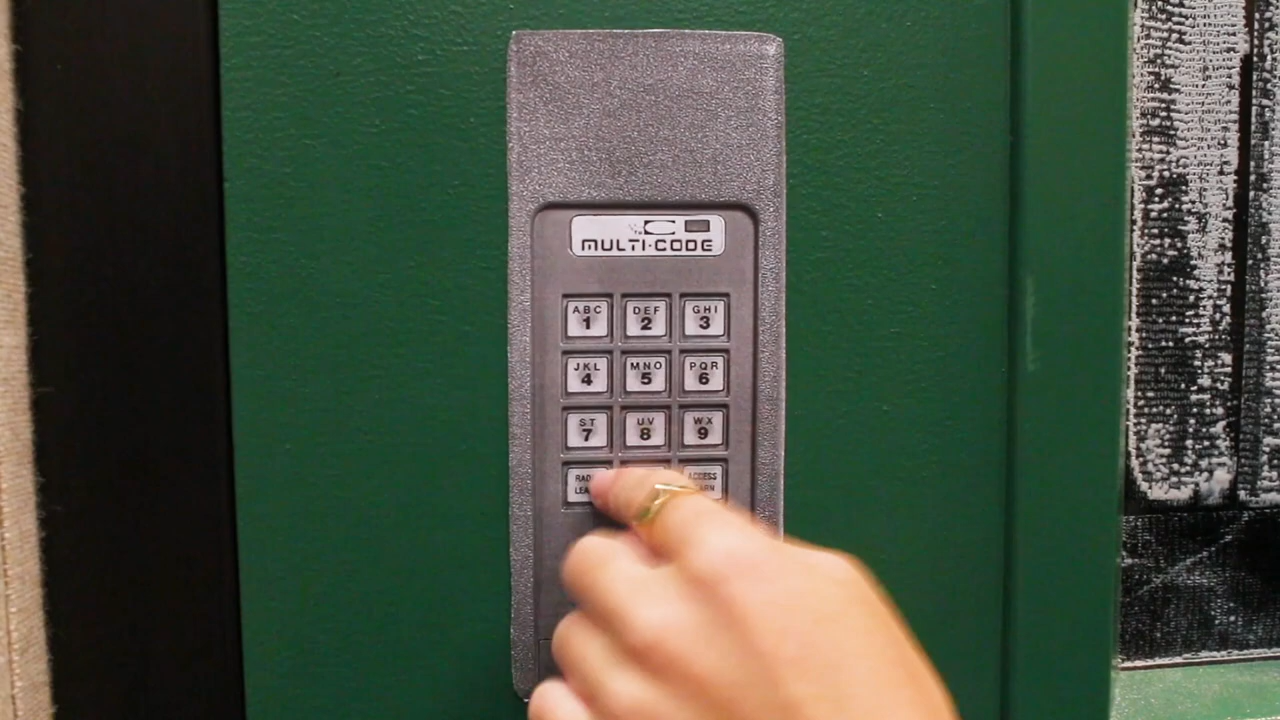 MULTI-CODE
ABC DEF GHI
1 2 3
JKL MNO PQR
4 5 6
ST UV WX
7 8 9
ACCESS